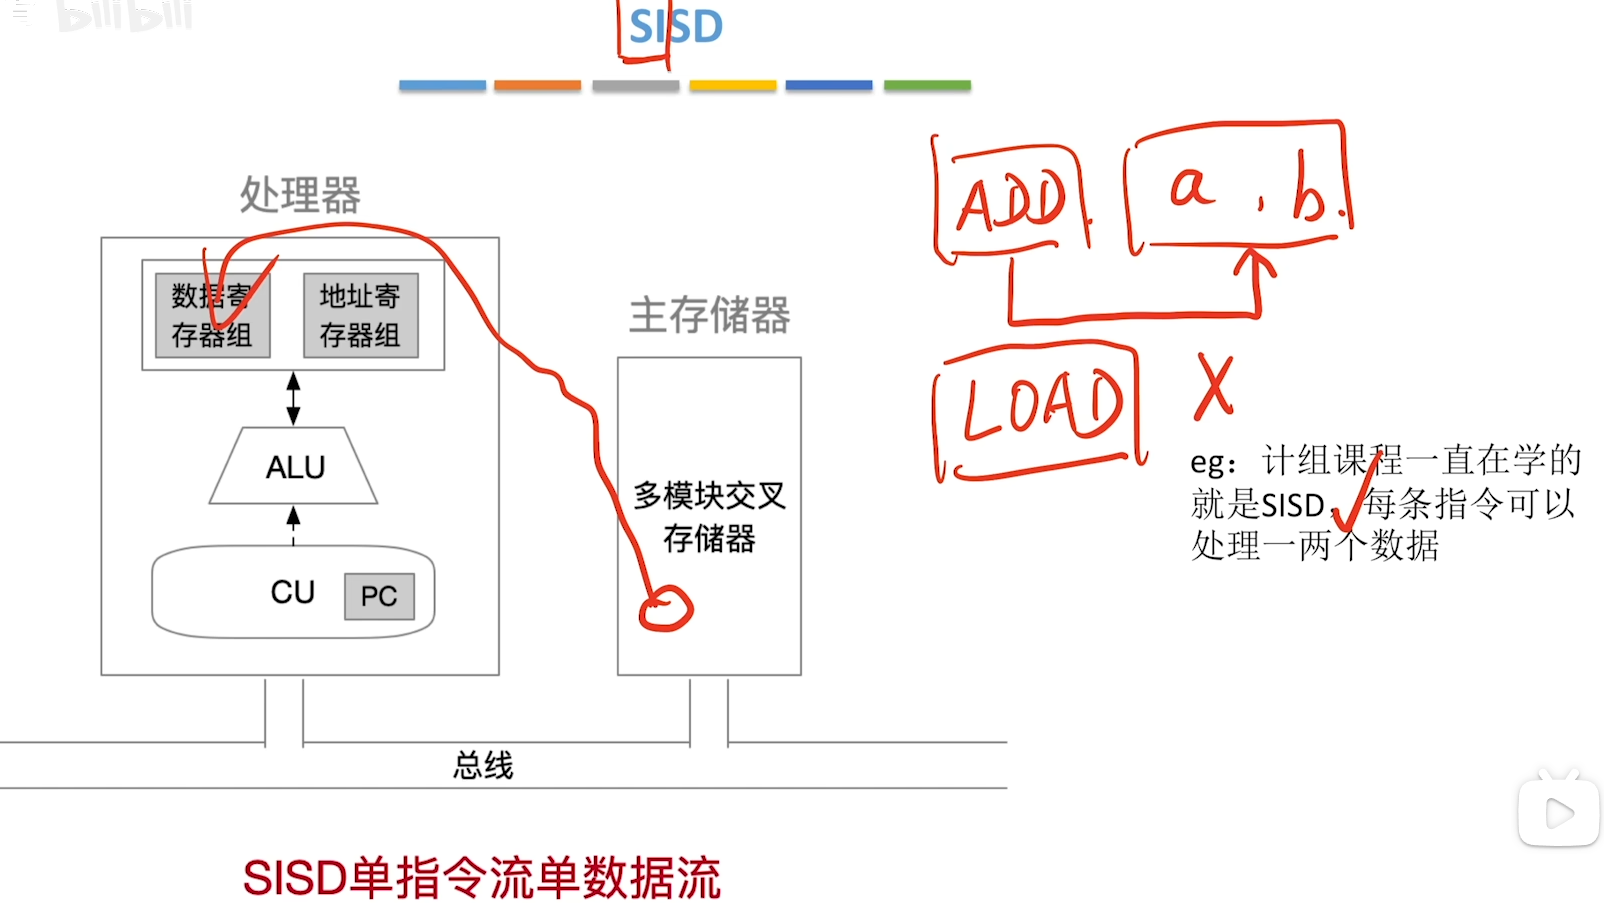 bilibili
SISD
处理器
数据寄
存器组
地址寄
存器组
ALU
CU
PC
主存储器
多模块交叉
存储器
总线
ADD
a , b.
LOAD X
eg：计组课程一直在学的
就是SISD，每条指令可以
处理一两个数据
SISD单指令流单数据流